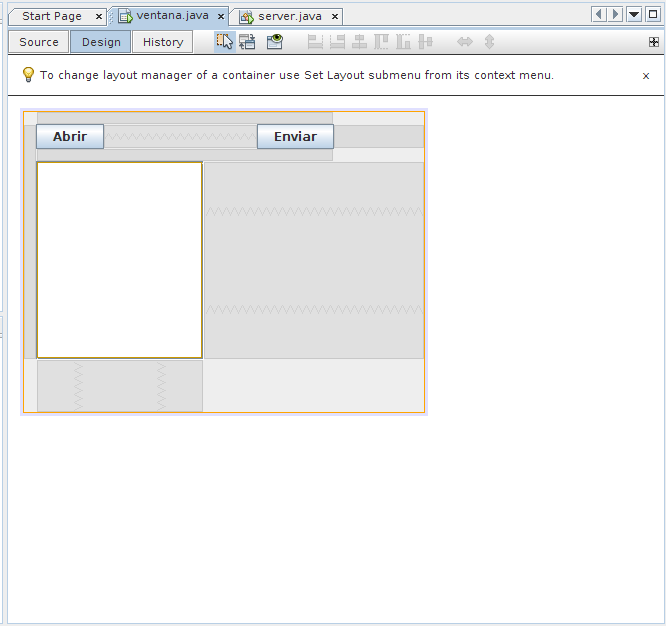 Start Page x ventana.java x server.java x
Source Design History
To change layout manager of a container use Set Layout submenu from its context menu. x
Abrir Enviar